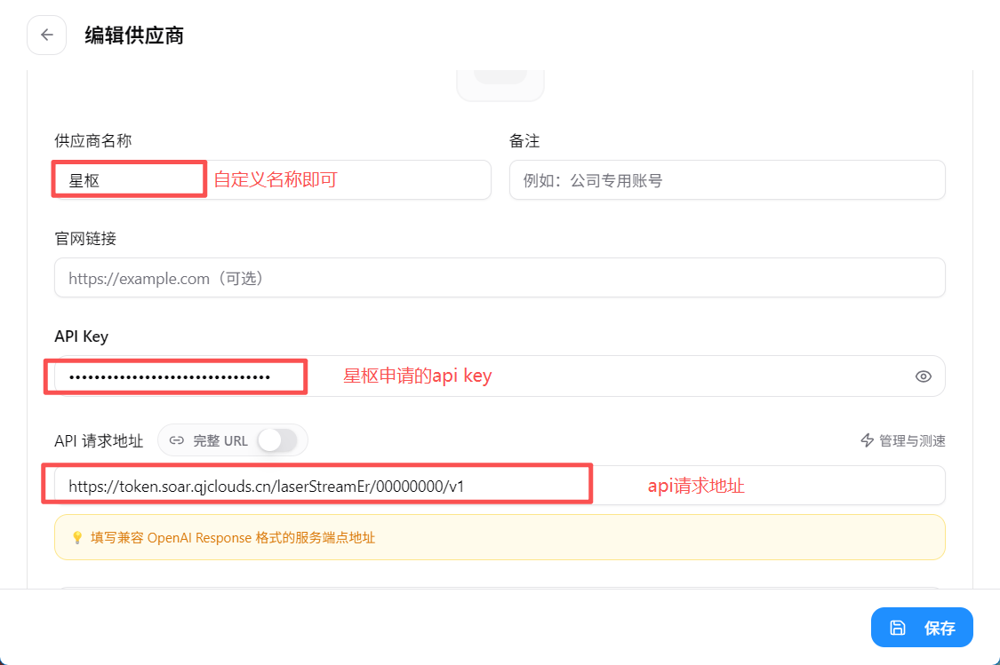 编辑供应商
供应商名称
备注
星枢
自定义名称即可
例如：公司专用账号
官网链接
https://example.com（可选）
API Key
••••••••••••••••••••••••••••••••
星枢申请的api key
API 请求地址
完整 URL
管理与测速
https://token.soar.qjclouds.cn/laserStreamEr/00000000/v1
api请求地址
💡 填写兼容 OpenAI Response 格式的服务端点地址
保存